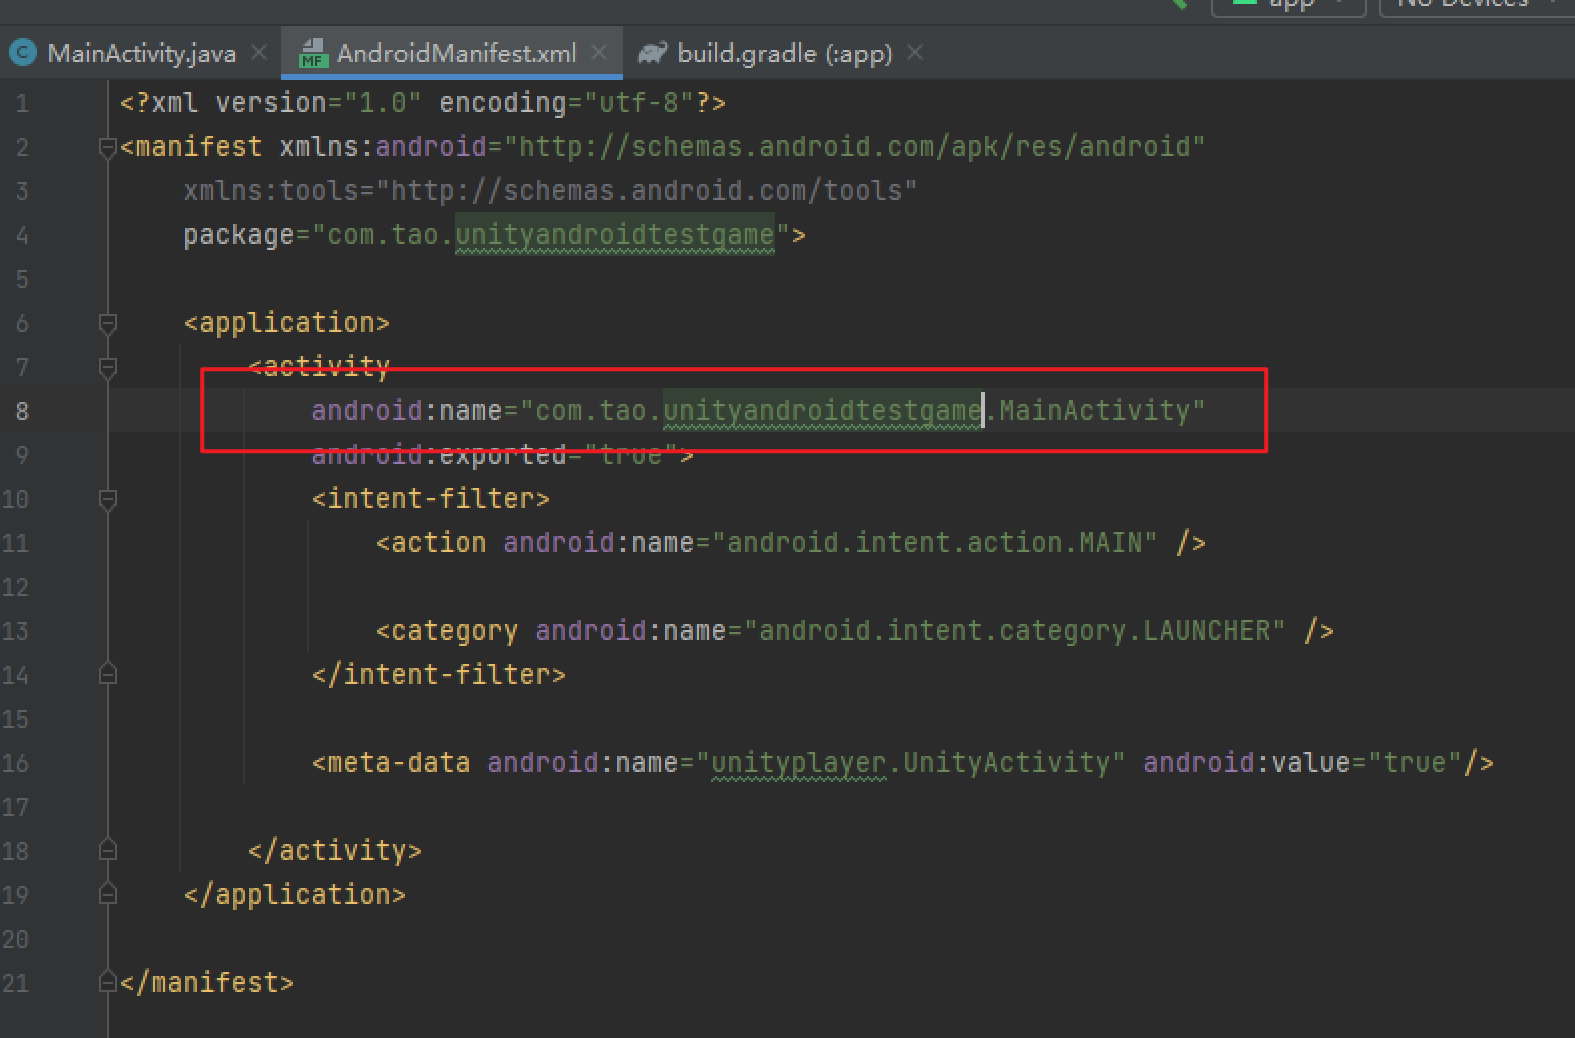 app No Devices
MainActivity.java AndroidManifest.xml build.gradle (:app)
1 <?xml version="1.0" encoding="utf-8"?>
2 <manifest xmlns:android="http://schemas.android.com/apk/res/android"
3 xmlns:tools="http://schemas.android.com/tools"
4 package="com.tao.unityandroidtestgame">
5
6 <application>
7 <activity
8 android:name="com.tao.unityandroidtestgame.MainActivity"
9 android:exported="true">
10 <intent-filter>
11 <action android:name="android.intent.action.MAIN" />
12
13 <category android:name="android.intent.category.LAUNCHER" />
14 </intent-filter>
15
16 <meta-data android:name="unityplayer.UnityActivity" android:value="true"/>
17
18 </activity>
19 </application>
20
21 </manifest>